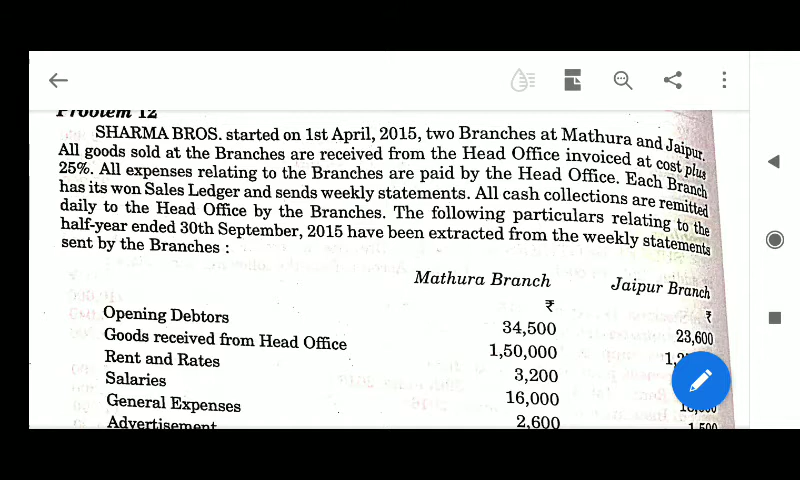 Problem 12
SHARMA BROS. started on 1st April, 2015, two Branches at Mathura and Jaipur.
All goods sold at the Branches are received from the Head Office invoiced at cost plus
25%. All expenses relating to the Branches are paid by the Head Office. Each Branch
has its won Sales Ledger and sends weekly statements. All cash collections are remitted
daily to the Head Office by the Branches. The following particulars relating to the
half-year ended 30th September, 2015 have been extracted from the weekly statements
sent by the Branches :
Mathura Branch Jaipur Branch
₹ ₹
Opening Debtors 34,500 23,600
Goods received from Head Office 1,50,000
Rent and Rates 3,200
Salaries 16,000
General Expenses 2,600 1,500
Advertisement